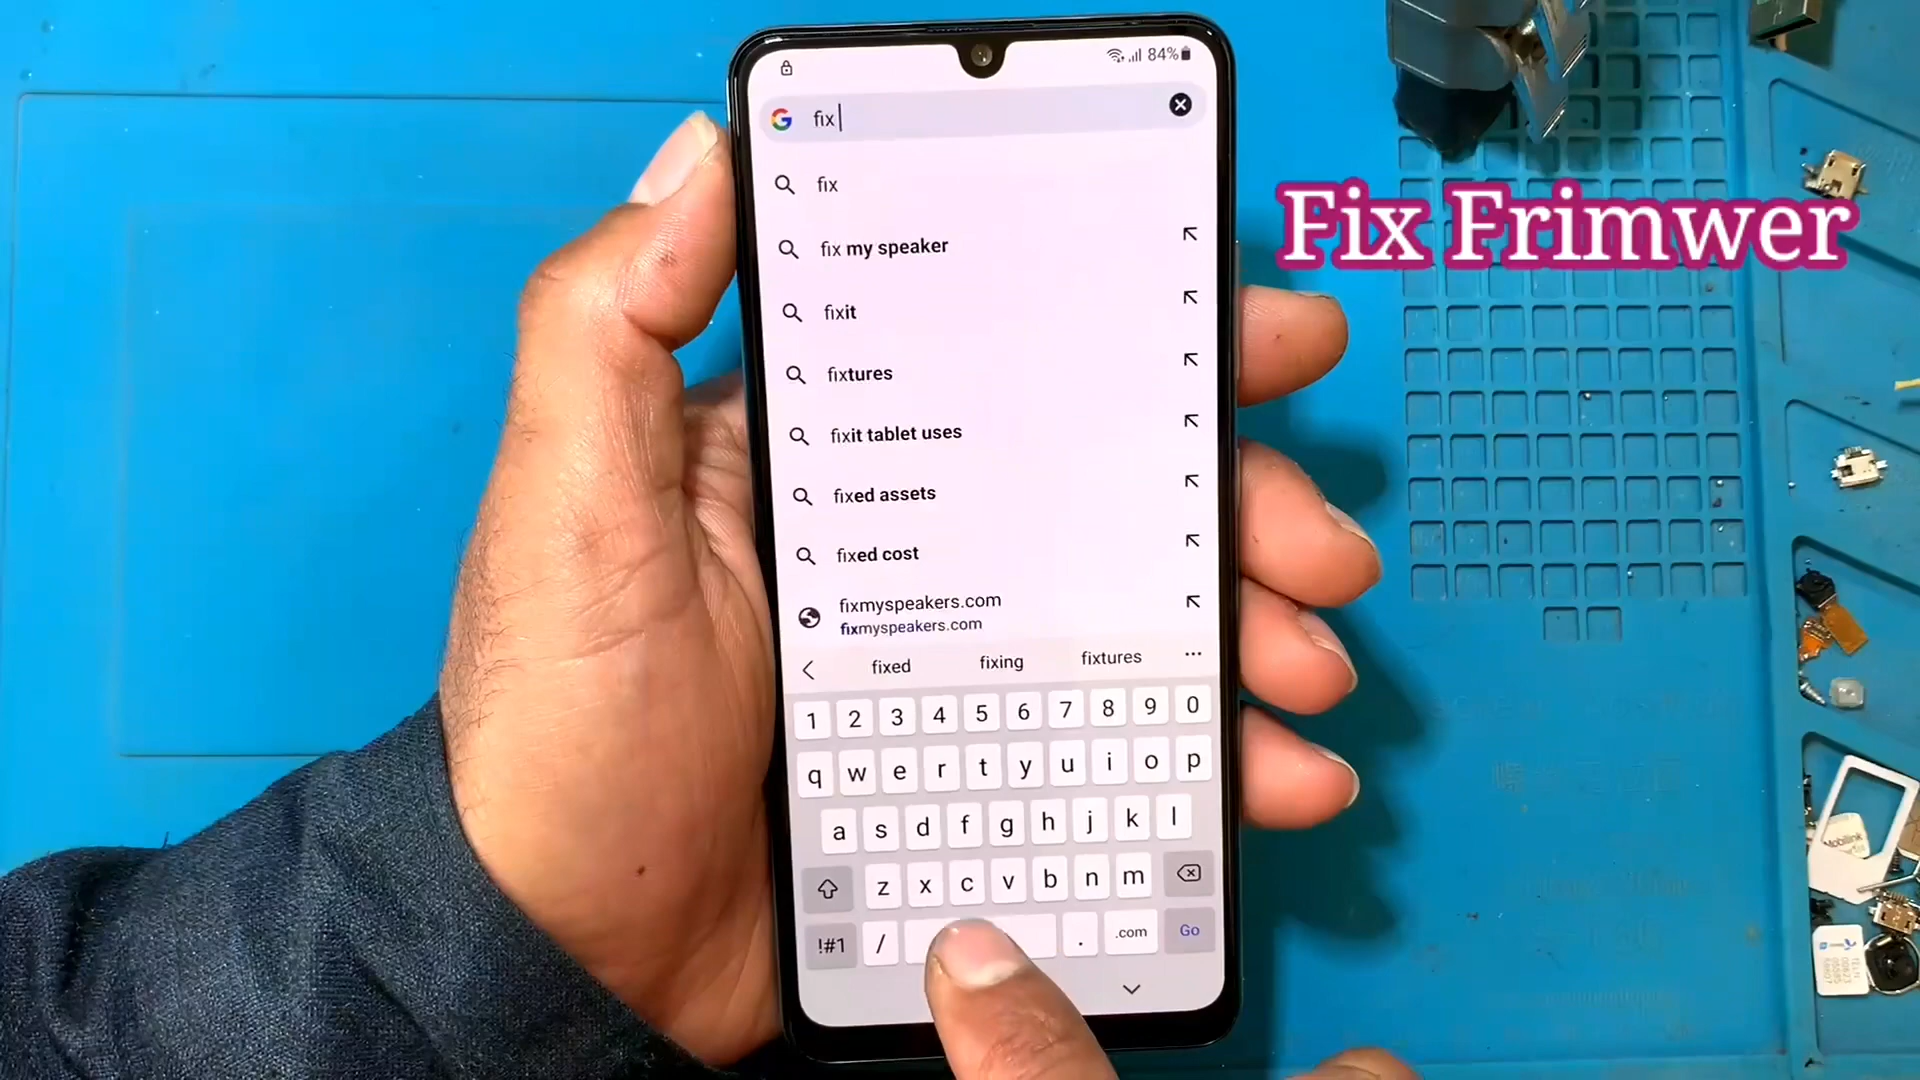 84%
fix
fix
fix my speaker
fixit
fixtures
fixit tablet uses
fixed assets
fixed cost
fixmyspeakers.com
fixmyspeakers.com
fixed fixing fixtures ...
1 2 3 4 5 6 7 8 9 0
q w e r t y u i o p
a s d f g h j k l
z x c v b n m
!#1 / . .com Go
Fix Frimwer
Mobilink